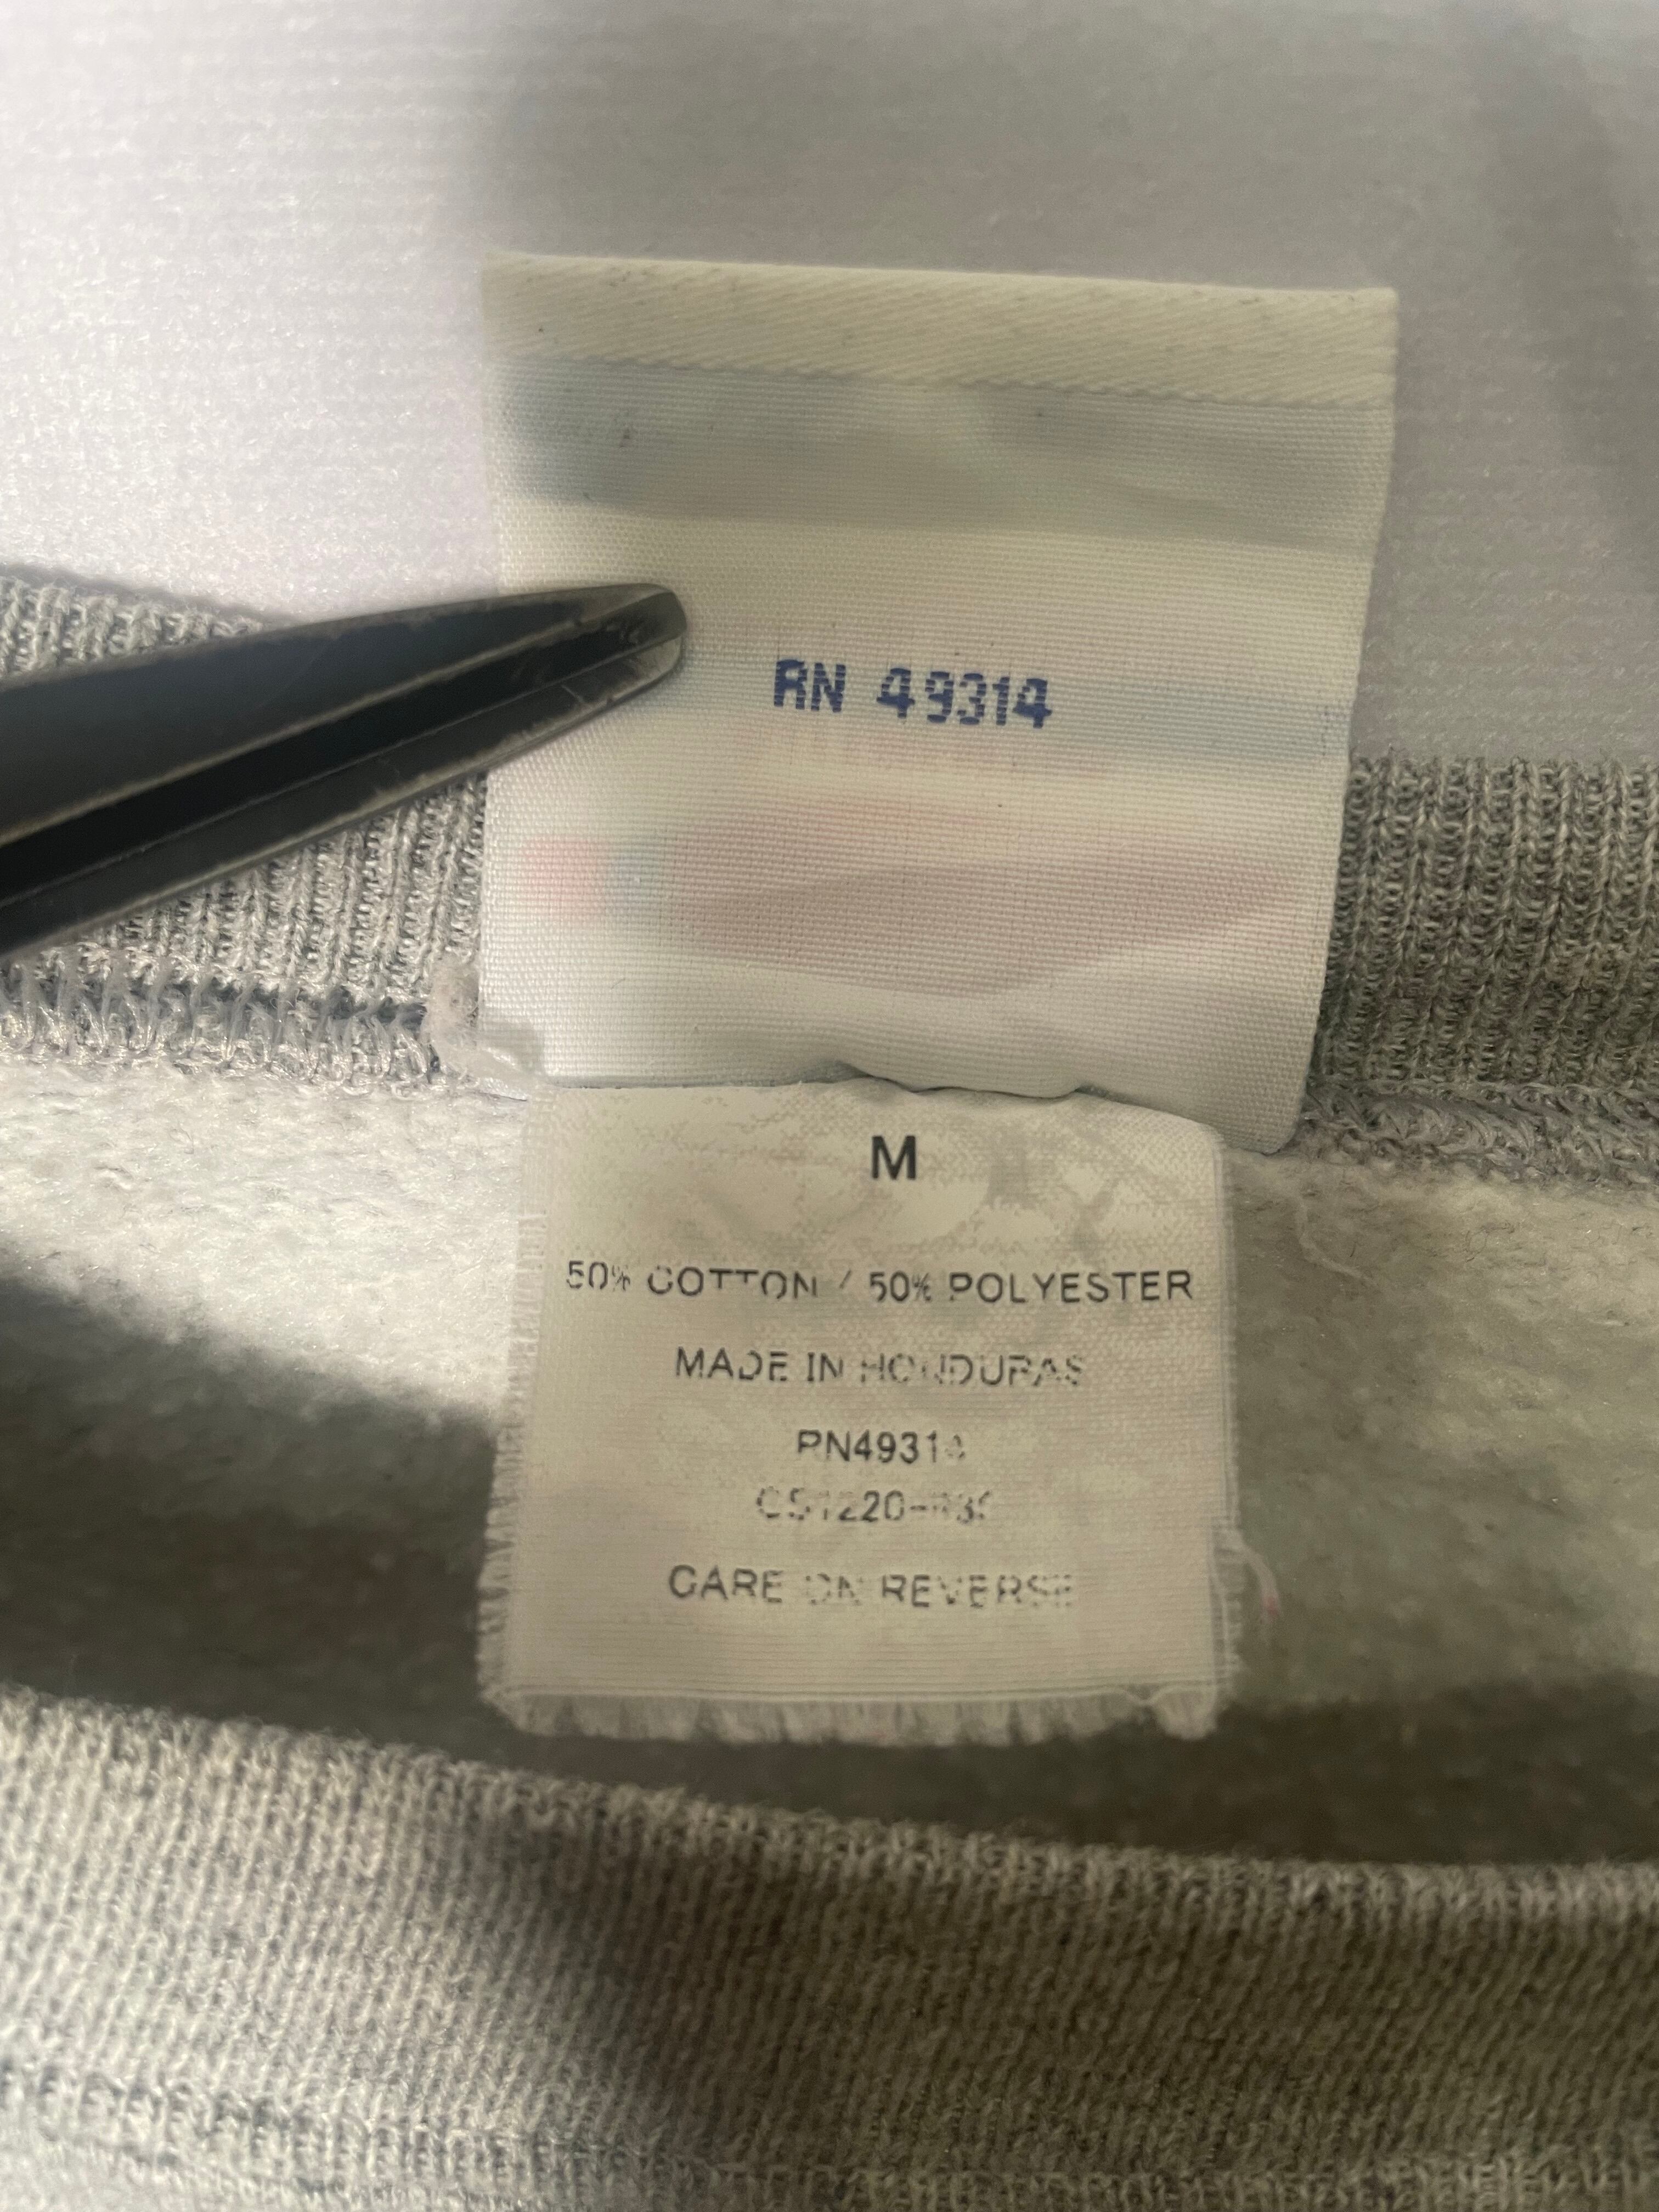 RN 49314
M
50% COTTON / 50% POLYESTER
MADE IN HONDURAS
RN49314
CARE ON REVERSE